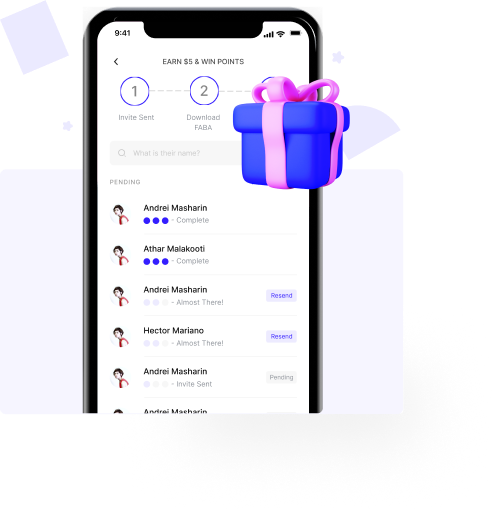 9:41
EARN $5 & WIN POINTS
1
2
Invite Sent
Download
FABA
What is their name?
PENDING
Andrei Masharin
- Complete
Athar Malakooti
- Complete
Andrei Masharin
- Almost There!
Resend
Hector Mariano
- Almost There!
Resend
Andrei Masharin
- Invite Sent
Pending
Andrei Masharin